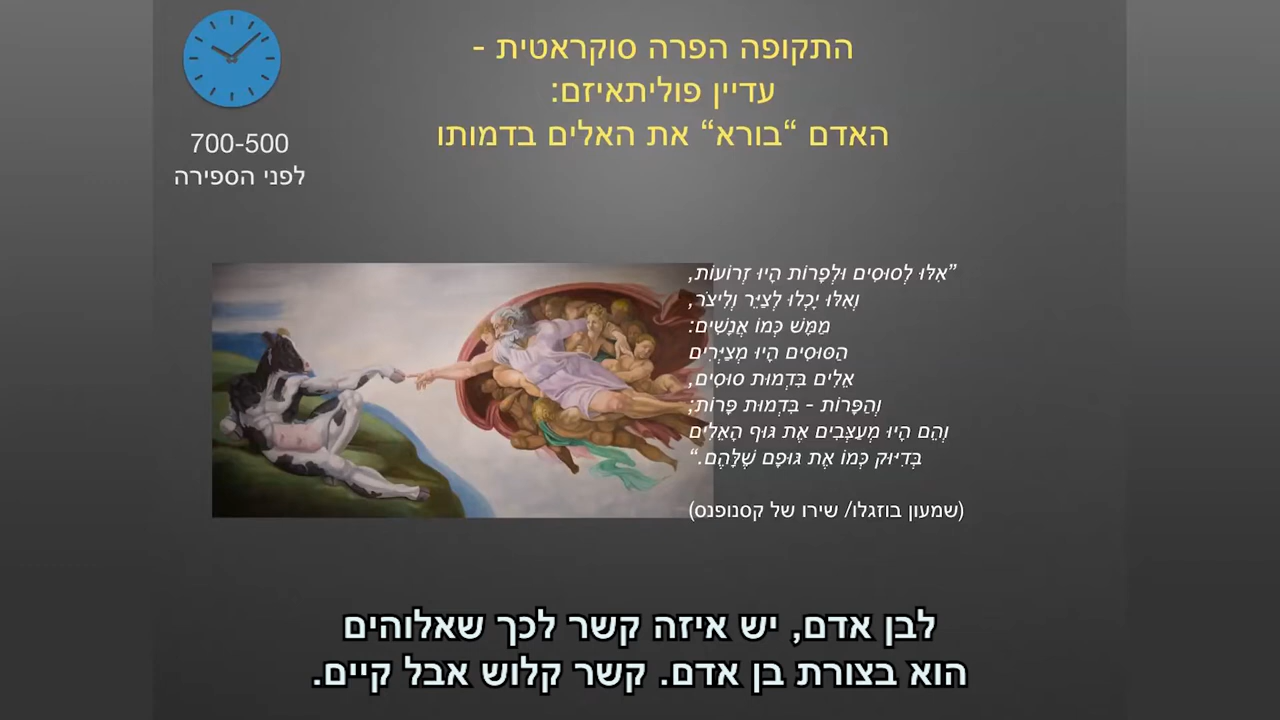 התקופה הפרה סוקראטית -
עדיין פוליתאיזם:
האדם “בורא“ את האלים בדמותו
700-500
לפני הספירה
”אִלּוּ לְסוּסִים וּלְפָרוֹת הָיוּ זְרוֹעוֹת,
וְאִלּוּ יָכְלוּ לְצַיֵּר וְלִיצֹר,
מַמָּשׁ כְּמוֹ אֲנָשִׁים:
הַסּוּסִים הָיוּ מְצַיְּרִים
אֵלִים בִּדְמוּת סוּסִים,
וְהַפָּרוֹת - בִּדְמוּת פָּרוֹת;
וְהֵם הָיוּ מְעַצְּבִים אֶת גּוּף הָאֵלִים
בְּדִיּוּק כְּמוֹ אֶת גּוּפָם שֶׁלָּהֶם.“
(שמעון בוזגלו/ שירו של קסנופנס)
לבן אדם, יש איזה קשר לכך שאלוהים
הוא בצורת בן אדם. קשר קלוש אבל קיים.